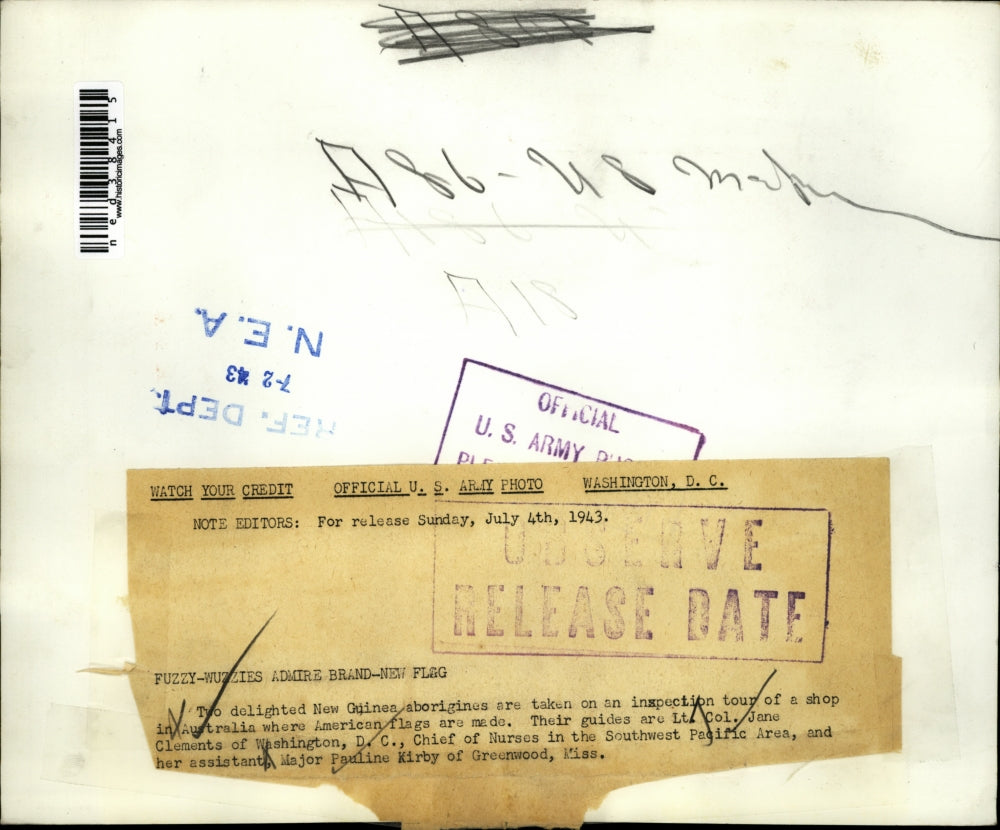 ned38415
www.historicimages.com
F 86 - U S
F 18
N.E.A.
7-2 '43
REF. DEPT.
OFFICIAL
U. S. ARMY
WATCH YOUR CREDIT OFFICIAL U. S. ARMY PHOTO WASHINGTON, D. C.
NOTE EDITORS: For release Sunday, July 4th, 1943.
OBSERVE
RELEASE DATE
FUZZY-WUZZIES ADMIRE BRAND-NEW FLAG
Two delighted New Guinea aborigines are taken on an inspection tour of a shop
in Australia where American flags are made. Their guides are Lt. Col. Jane
Clements of Washington, D. C., Chief of Nurses in the Southwest Pacific Area, and
her assistant, Major Pauline Kirby of Greenwood, Miss.